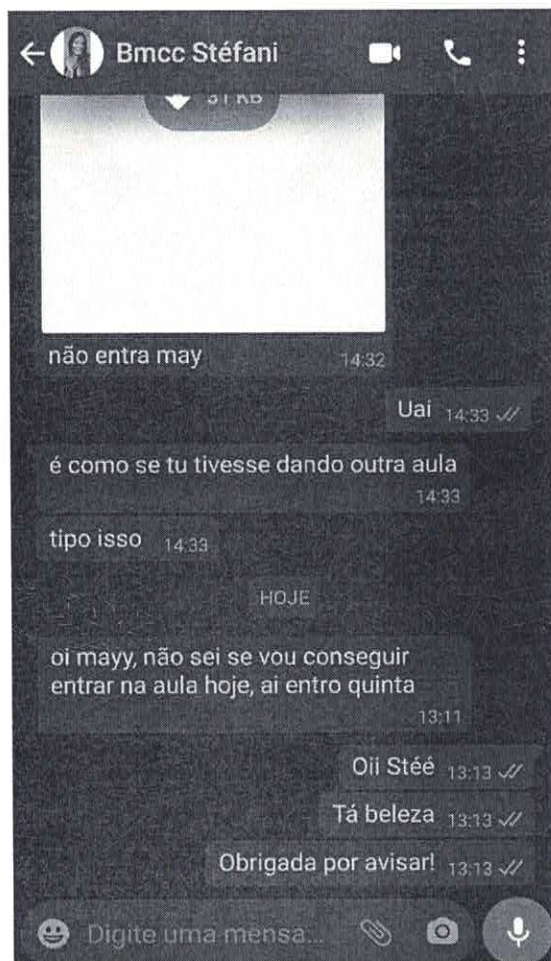 Bmcc Stéfani
31 KB
não entra may 14:32
Uai 14:33
é como se tu tivesse dando outra aula
14:33
tipo isso 14:33
HOJE
oi mayy, não sei se vou conseguir
entrar na aula hoje, ai entro quinta
13:11
Oii Stéé 13:13
Tá beleza 13:13
Obrigada por avisar! 13:13
Digite uma mensa...